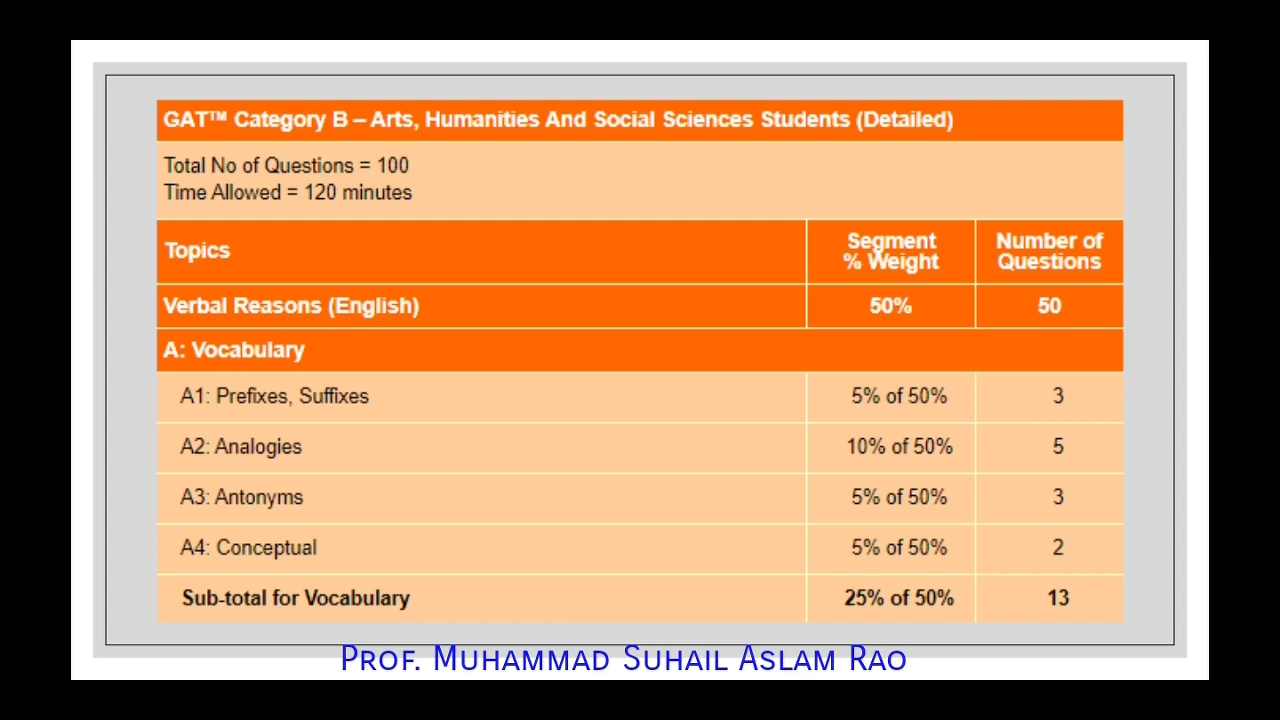 GAT™ Category B – Arts, Humanities And Social Sciences Students (Detailed)
Total No of Questions = 100
Time Allowed = 120 minutes
Topics
Segment
% Weight
Number of
Questions
Verbal Reasons (English) 50% 50
A: Vocabulary
A1: Prefixes, Suffixes 5% of 50% 3
A2: Analogies 10% of 50% 5
A3: Antonyms 5% of 50% 3
A4: Conceptual 5% of 50% 2
Sub-total for Vocabulary 25% of 50% 13
Prof. Muhammad Suhail Aslam Rao